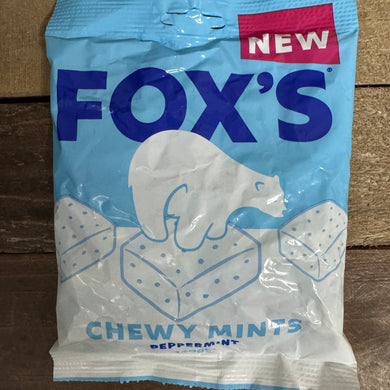 NEW
FOX'S®
CHEWY MINTS
PEPPERMINT